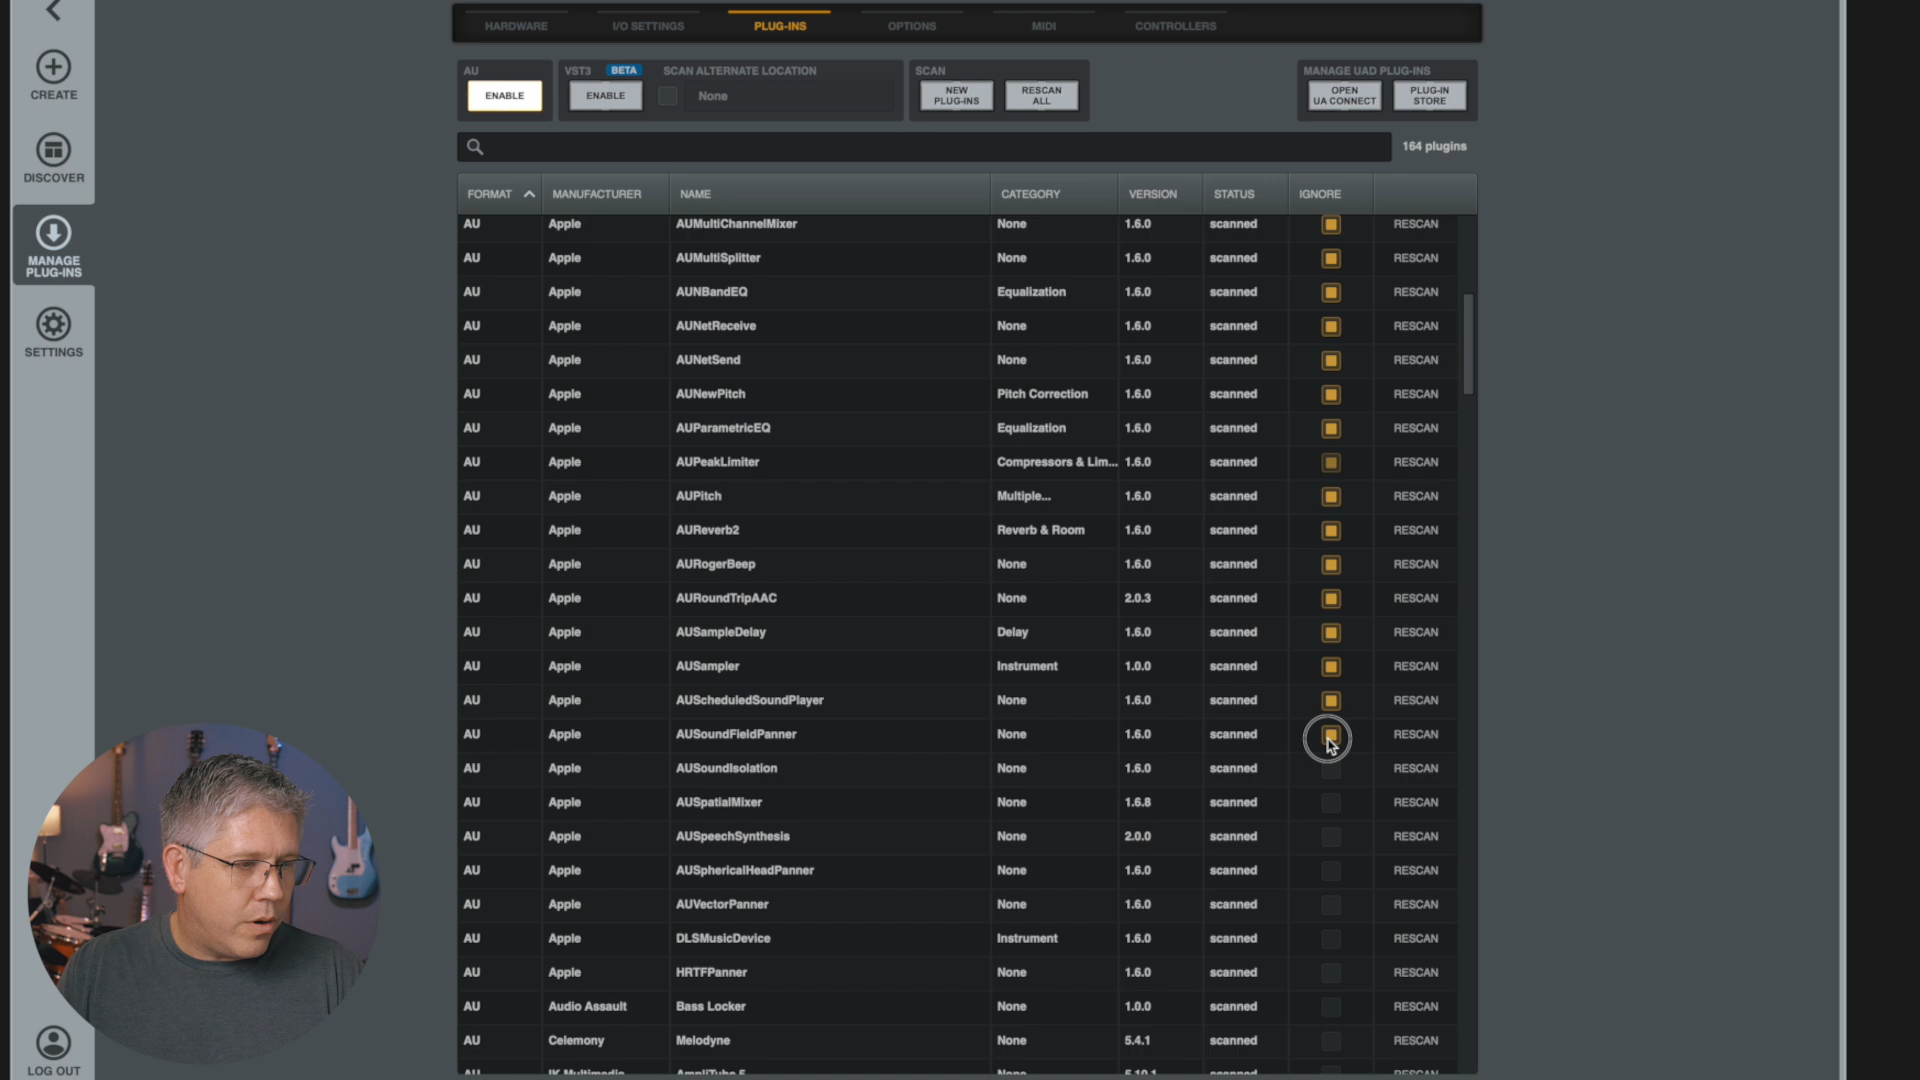 HARDWARE I/O SETTINGS PLUG-INS OPTIONS MIDI CONTROLLERS
CREATE
DISCOVER
MANAGE
PLUG-INS
SETTINGS
LOG OUT
AU
ENABLE
VST3 BETA
ENABLE
SCAN ALTERNATE LOCATION
None
SCAN
NEW
PLUG-INS
RESCAN
ALL
MANAGE UAD PLUG-INS
OPEN
UA CONNECT
PLUG-IN
STORE
164 plugins
FORMAT MANUFACTURER NAME CATEGORY VERSION STATUS IGNORE
AU Apple AUMultiChannelMixer None 1.6.0 scanned RESCAN
AU Apple AUMultiSplitter None 1.6.0 scanned RESCAN
AU Apple AUNBandEQ Equalization 1.6.0 scanned RESCAN
AU Apple AUNetReceive None 1.6.0 scanned RESCAN
AU Apple AUNetSend None 1.6.0 scanned RESCAN
AU Apple AUNewPitch Pitch Correction 1.6.0 scanned RESCAN
AU Apple AUParametricEQ Equalization 1.6.0 scanned RESCAN
AU Apple AUPeakLimiter Compressors & Lim... 1.6.0 scanned RESCAN
AU Apple AUPitch Multiple... 1.6.0 scanned RESCAN
AU Apple AUReverb2 Reverb & Room 1.6.0 scanned RESCAN
AU Apple AURogerBeep None 1.6.0 scanned RESCAN
AU Apple AURoundTripAAC None 2.0.3 scanned RESCAN
AU Apple AUSampleDelay Delay 1.6.0 scanned RESCAN
AU Apple AUSampler Instrument 1.0.0 scanned RESCAN
AU Apple AUScheduledSoundPlayer None 1.6.0 scanned RESCAN
AU Apple AUSoundFieldPanner None 1.6.0 scanned RESCAN
AU Apple AUSoundIsolation None 1.6.0 scanned RESCAN
AU Apple AUSpatialMixer None 1.6.8 scanned RESCAN
AU Apple AUSpeechSynthesis None 2.0.0 scanned RESCAN
AU Apple AUSphericalHeadPanner None 1.6.0 scanned RESCAN
AU Apple AUVectorPanner None 1.6.0 scanned RESCAN
AU Apple DLSMusicDevice Instrument 1.6.0 scanned RESCAN
AU Apple HRTFPanner None 1.6.0 scanned RESCAN
AU Audio Assault Bass Locker None 1.0.0 scanned RESCAN
AU Celemony Melodyne None 5.4.1 scanned RESCAN
AU IK Multimedia AmpliTube 5 None 5.10.1 scanned RESCAN